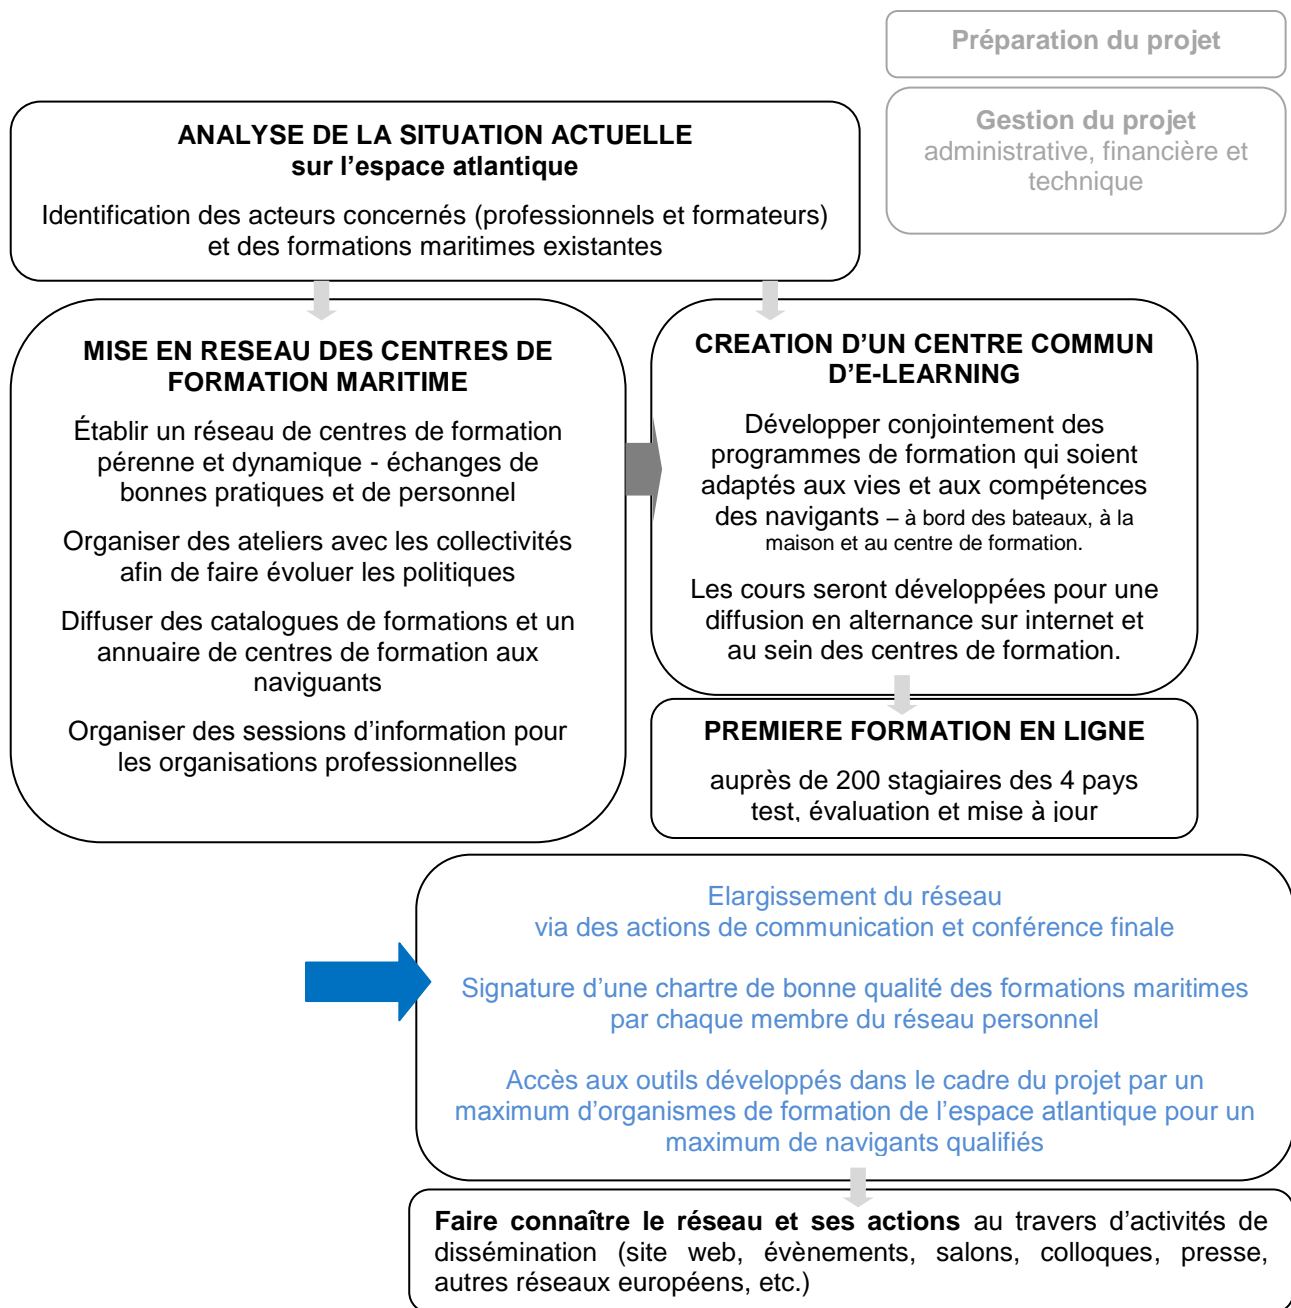 Préparation du projet
Gestion du projet
administrative, financière et
technique
ANALYSE DE LA SITUATION ACTUELLE
sur l'espace atlantique
Identification des acteurs concernés (professionnels et formateurs)
et des formations maritimes existantes
MISE EN RESEAU DES CENTRES DE
FORMATION MARITIME
Établir un réseau de centres de formation
pérenne et dynamique - échanges de
bonnes pratiques et de personnel
Organiser des ateliers avec les collectivités
afin de faire évoluer les politiques
Diffuser des catalogues de formations et un
annuaire de centres de formation aux
naviguants
Organiser des sessions d'information pour
les organisations professionnelles
CREATION D'UN CENTRE COMMUN
D'E-LEARNING
Développer conjointement des
programmes de formation qui soient
adaptés aux vies et aux compétences
des navigants – à bord des bateaux, à la
maison et au centre de formation.
Les cours seront développées pour une
diffusion en alternance sur internet et
au sein des centres de formation.
PREMIERE FORMATION EN LIGNE
auprès de 200 stagiaires des 4 pays
test, évaluation et mise à jour
Elargissement du réseau
via des actions de communication et conférence finale
Signature d'une chartre de bonne qualité des formations maritimes
par chaque membre du réseau personnel
Accès aux outils développés dans le cadre du projet par un
maximum d'organismes de formation de l'espace atlantique pour un
maximum de navigants qualifiés
Faire connaître le réseau et ses actions au travers d'activités de
dissémination (site web, évènements, salons, colloques, presse,
autres réseaux européens, etc.)